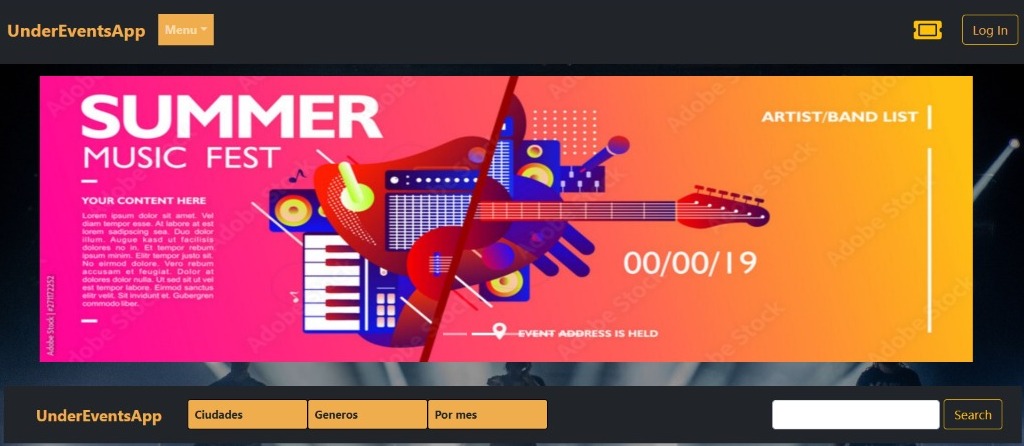 UnderEventsApp
Menu
Log In
SUMMER
MUSIC FEST
YOUR CONTENT HERE
Lorem ipsum dolor sit amet. Vel
diam tempor esse. At labore at est
lorem sadipscing sea. Duo dolor
illum. Augue kasd ut facilisis
dolores no in. Et tempor rebum
ipsum minim. Elitr tempor justo sit.
No eirmod dolore. Vero rebum
accusam et feugiat. Dolor at
dolores dolor nulla. Ut sed sit ut vel
est tempor labore. Eirmod sanctus
elitr velit. Sit invidunt et. Gubergren
commodo liber.
ARTIST/BAND LIST
00/00/19
EVENT ADDRESS IS HELD
Adobe Stock | #271172252
Adobe Stock
UnderEventsApp
Ciudades
Generos
Por mes
Search